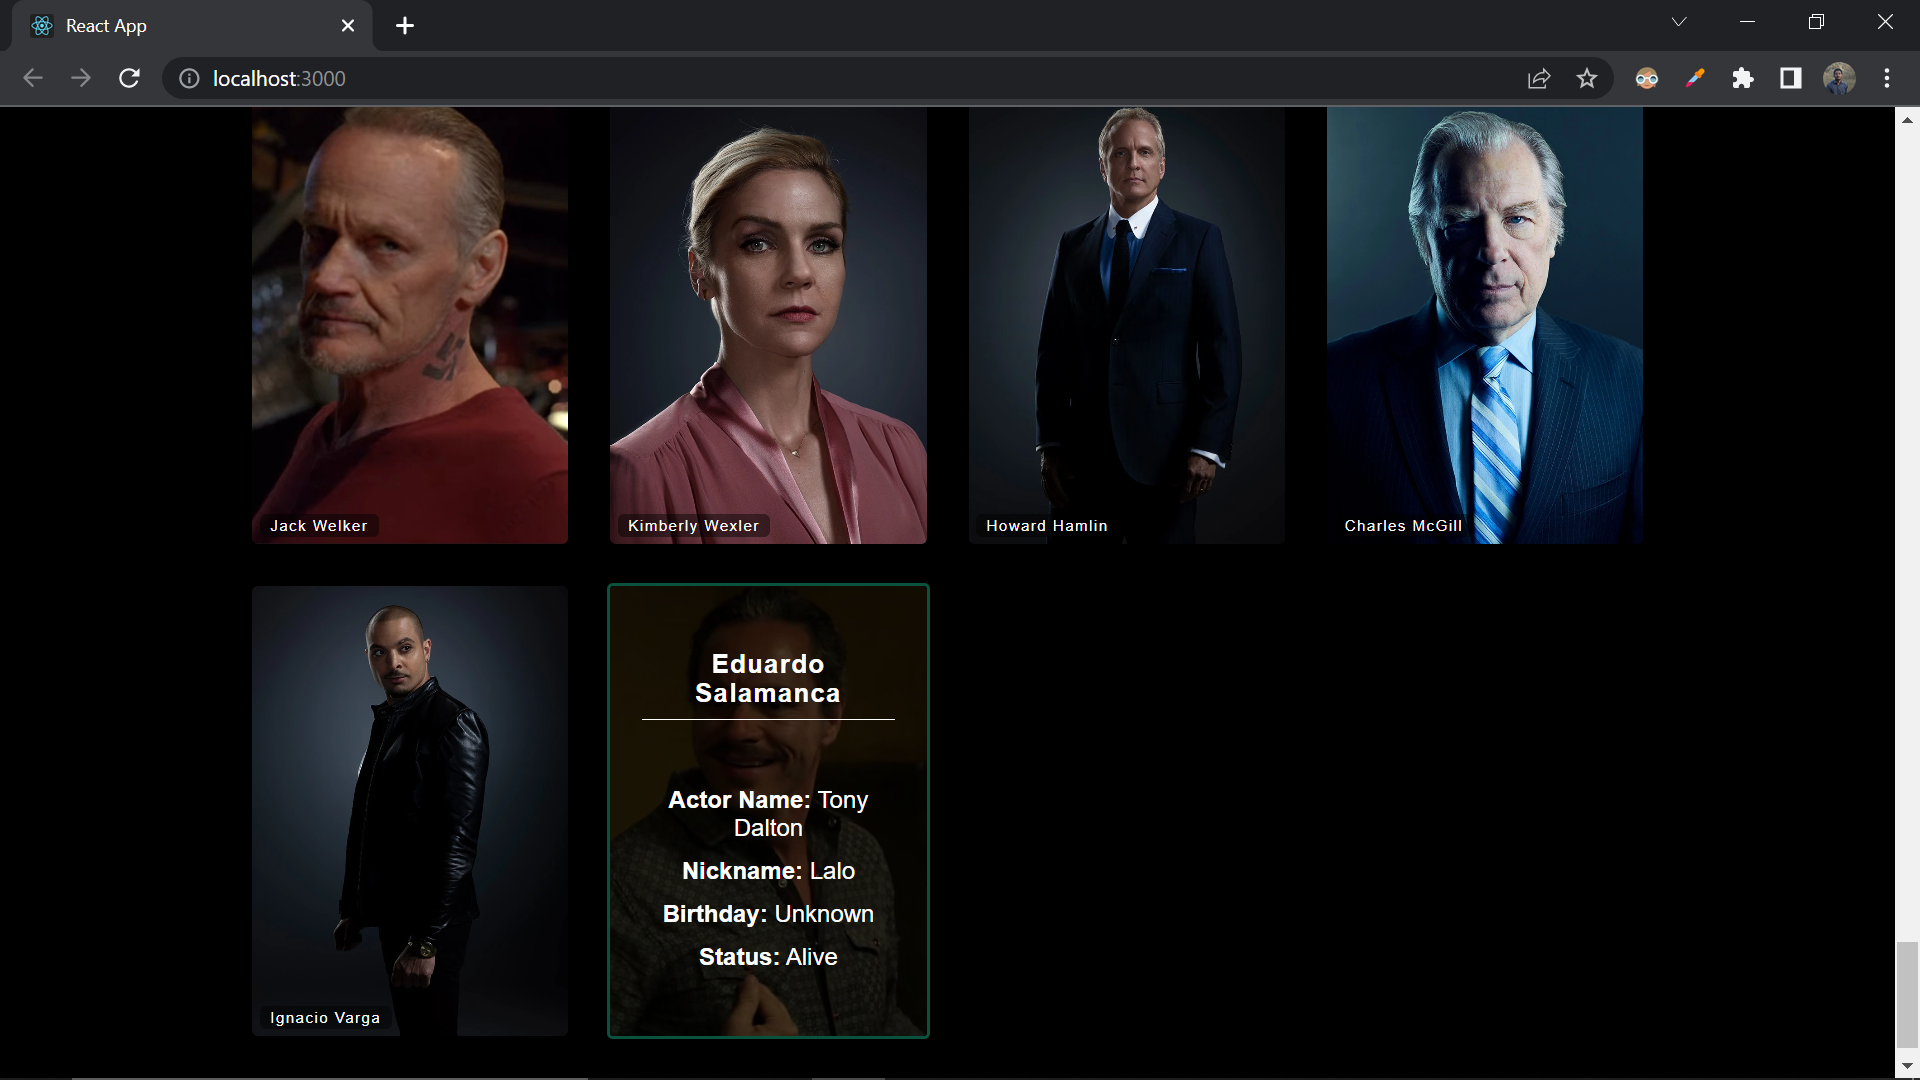 React App
localhost:3000
Jack Welker
Kimberly Wexler
Howard Hamlin
Charles McGill
Ignacio Varga
Eduardo
Salamanca
Actor Name: Tony
Dalton
Nickname: Lalo
Birthday: Unknown
Status: Alive